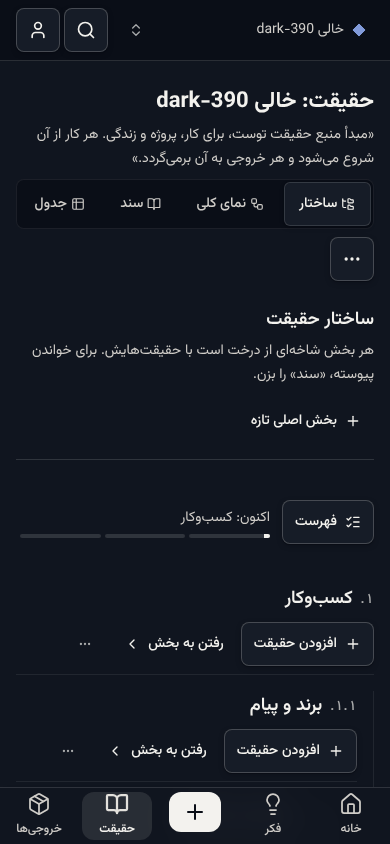 خالی dark-390
حقیقت: خالی dark-390
«مبدأ منبع حقیقت توست، برای کار، پروژه و زندگی. هر کار از آن
شروع می‌شود و هر خروجی به آن برمی‌گردد.»
ساختار
نمای کلی
سند
جدول
ساختار حقیقت
هر بخش شاخه‌ای از درخت است با حقیقت‌هایش. برای خواندن
پیوسته، «سند» را بزن.
بخش اصلی تازه
فهرست
اکنون: کسب‌وکار
۱. کسب‌وکار
افزودن حقیقت
رفتن به بخش
۱.۱. برند و پیام
افزودن حقیقت
رفتن به بخش
خانه
فکر
حقیقت
خروجی‌ها